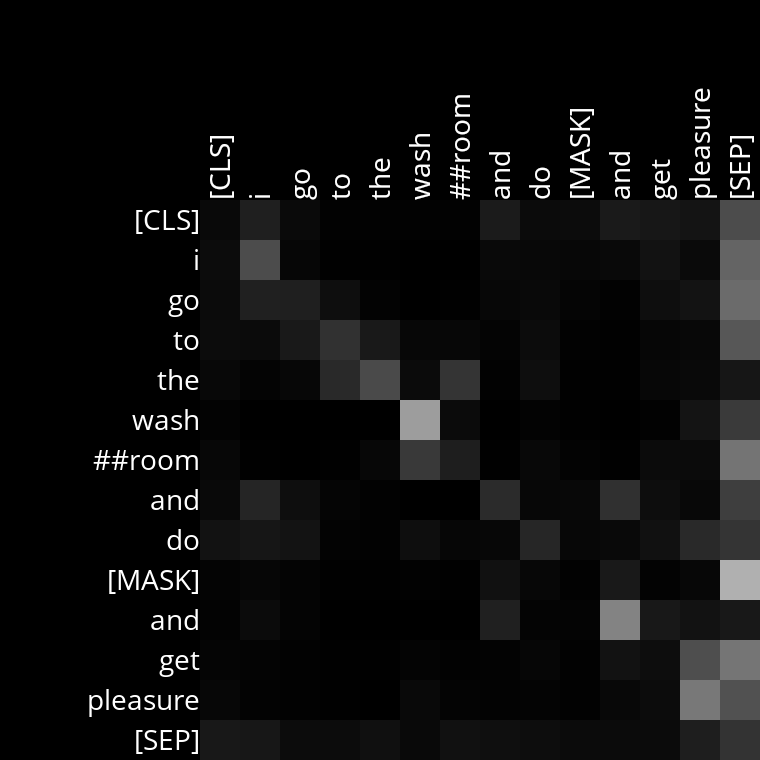 [CLS]
i
go
to
the
wash
##room
and
do
[MASK]
and
get
pleasure
[SEP]
[CLS]
i
go
to
the
wash
##room
and
do
[MASK]
and
get
pleasure
[SEP]